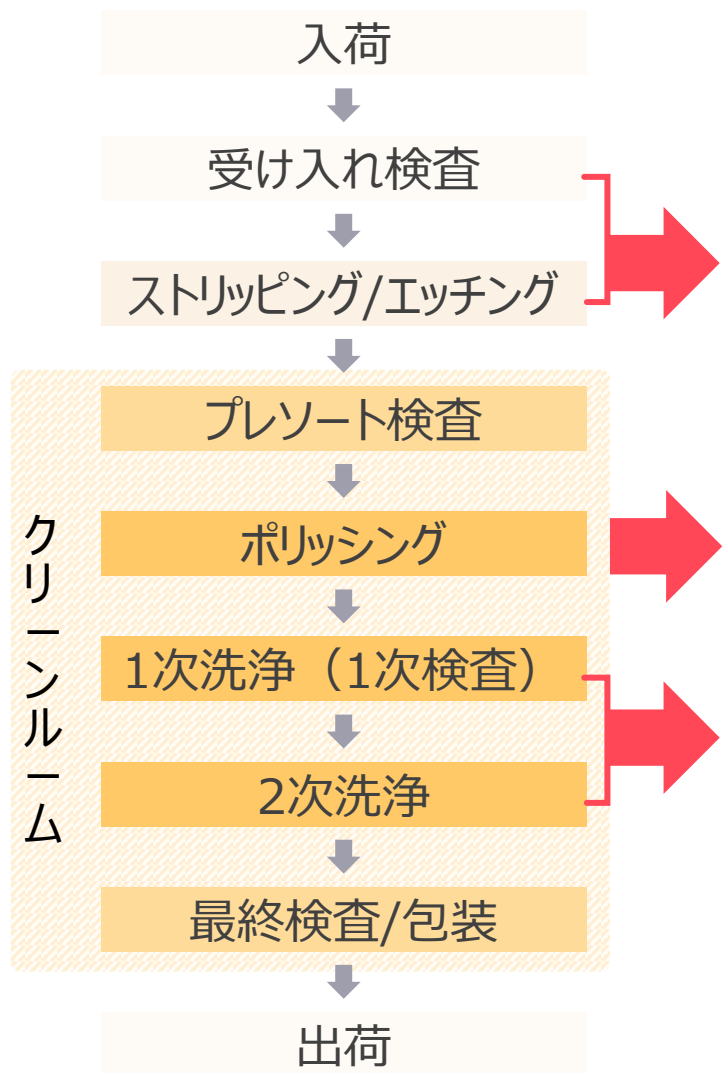 入荷
受け入れ検査
ストリッピング/エッチング
クリーンルーム
プレソート検査
ポリッシング
1次洗浄（1次検査）
2次洗浄
最終検査/包装
出荷